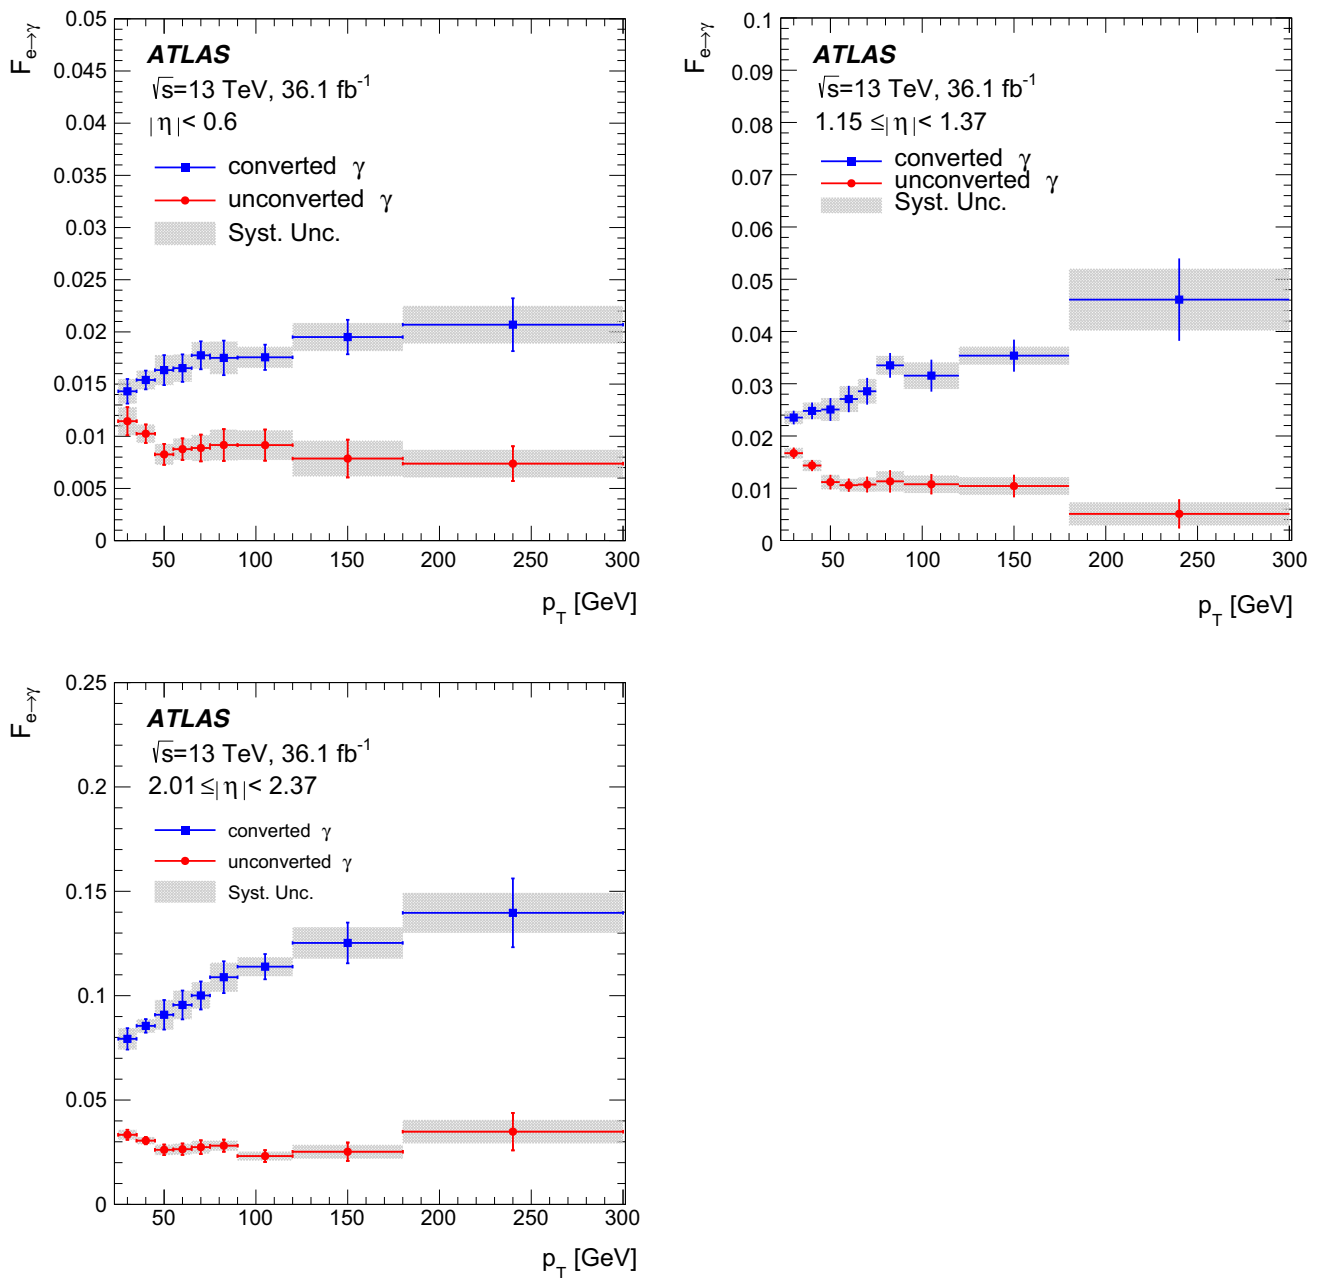 F e→γ
0.05
0.045
0.04
0.035
0.03
0.025
0.02
0.015
0.01
0.005
0
ATLAS
√s=13 TeV, 36.1 fb-1
|η|< 0.6
converted γ
unconverted γ
Syst. Unc.
50 100 150 200 250 300
pT [GeV]
F e→γ
0.1
0.09
0.08
0.07
0.06
0.05
0.04
0.03
0.02
0.01
0
ATLAS
√s=13 TeV, 36.1 fb-1
1.15 ≤|η|< 1.37
converted γ
unconverted γ
Syst. Unc.
50 100 150 200 250 300
pT [GeV]
F e→γ
0.25
0.2
0.15
0.1
0.05
0
ATLAS
√s=13 TeV, 36.1 fb-1
2.01 ≤|η|< 2.37
converted γ
unconverted γ
Syst. Unc.
50 100 150 200 250 300
pT [GeV]